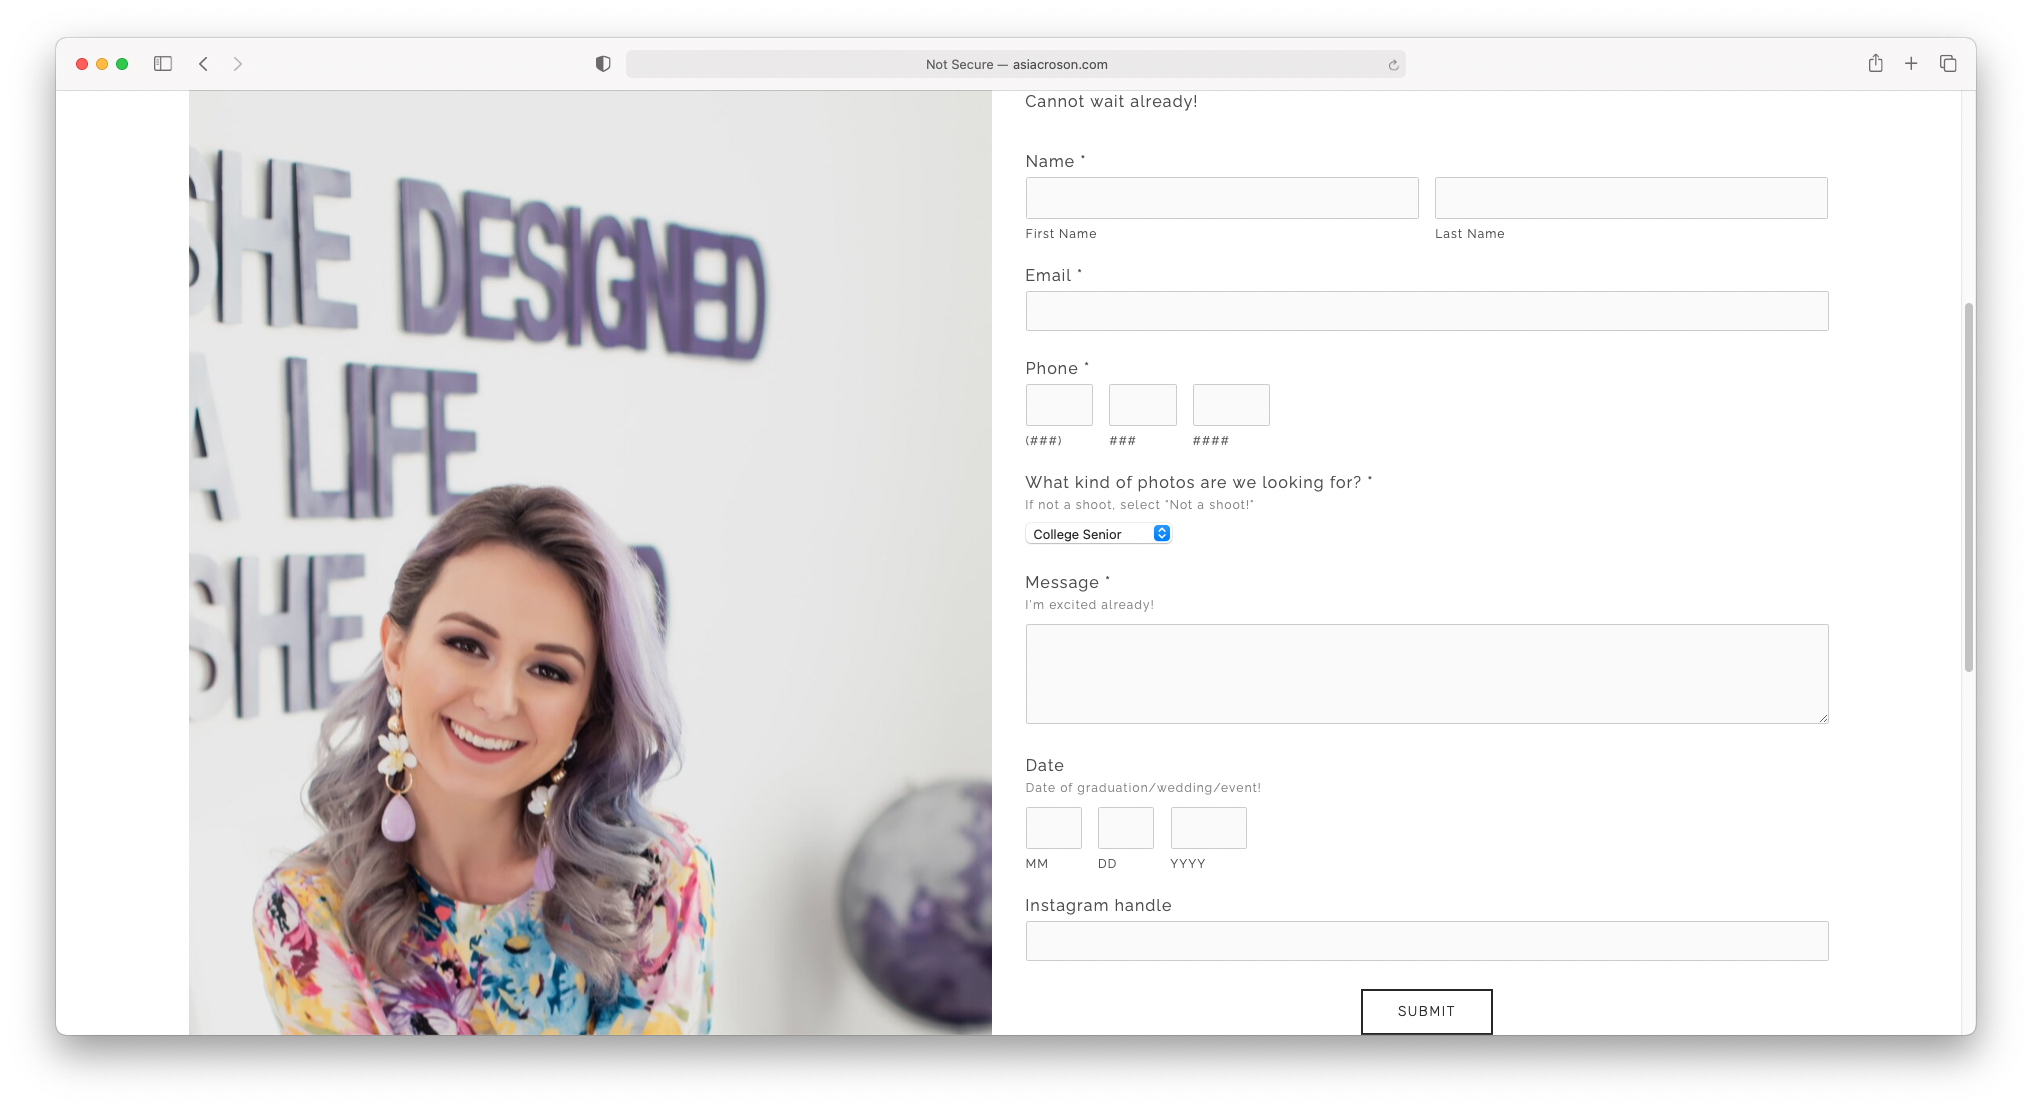 Not Secure — asiacroson.com
SHE DESIGNED
A LIFE
SHE
Cannot wait already!
Name *
First Name
Last Name
Email *
Phone *
(###)
###
####
What kind of photos are we looking for? *
If not a shoot, select "Not a shoot!"
College Senior
Message *
I'm excited already!
Date
Date of graduation/wedding/event!
MM
DD
YYYY
Instagram handle
SUBMIT